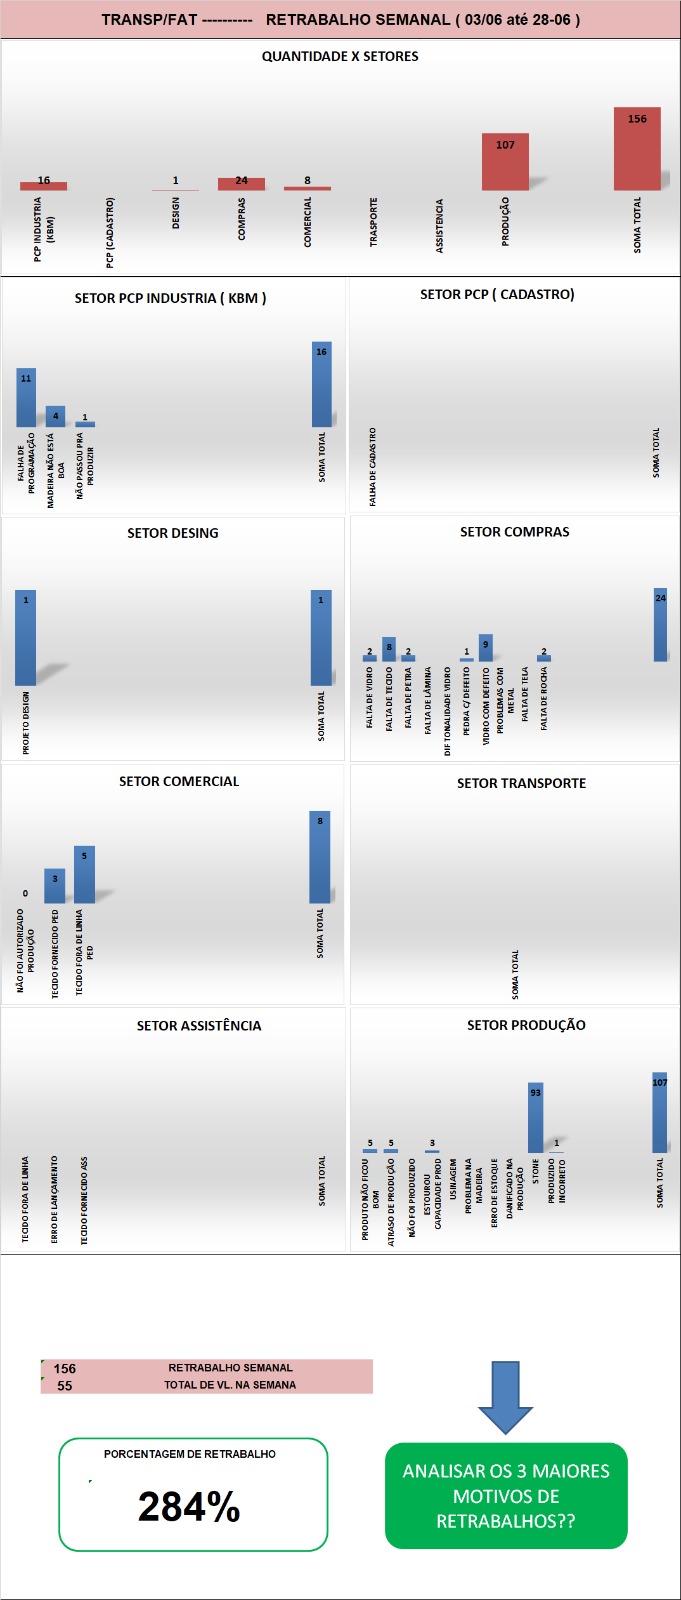 TRANSP/FAT ---------- RETRABALHO SEMANAL ( 03/06 até 28-06 )
QUANTIDADE X SETORES
16
1
24
8
107
156
PCP INDUSTRIA
(KBM)
PCP (CADASTRO)
DESIGN
COMPRAS
COMERCIAL
TRASPORTE
ASSISTENCIA
PRODUÇÃO
SOMA TOTAL
SETOR PCP INDUSTRIA ( KBM )
11
4
1
16
FALHA DE
PROGRAMAÇÃO
MADEIRA NÃO ESTÁ
BOA
NÃO PASSOU PRA
PRODUZIR
SOMA TOTAL
SETOR PCP ( CADASTRO)
FALHA DE CADASTRO
SOMA TOTAL
SETOR DESING
1
1
PROJETO DESIGN
SOMA TOTAL
SETOR COMPRAS
2
8
2
1
9
2
24
FALTA DE VIDRO
FALTA DE TECIDO
FALTA DE PETRA
FALTA DE LÂMINA
DIF TONALIDADE VIDRO
PEDRA C/ DEFEITO
VIDRO COM DEFEITO
PROBLEMAS COM
METAL
FALTA DE TELA
FALTA DE ROCHA
SETOR COMERCIAL
0
3
5
8
NÃO FOI AUTORIZADO
PRODUÇÃO
TECIDO FORNECIDO PED
TECIDO FORA DE LINHA
PED
SOMA TOTAL
SETOR TRANSPORTE
SOMA TOTAL
SETOR ASSISTÊNCIA
TECIDO FORA DE LINHA
ERRO DE LANÇAMENTO
TECIDO FORNECIDO ASS
SOMA TOTAL
SETOR PRODUÇÃO
5
5
3
93
1
107
PRODUTO NÃO FICOU
BOM
ATRASO DE PRODUÇÃO
NÃO FOI PRODUZIDO
ESTOUROU
CAPACIDADE PROD
USINAGEM
PROBLEMA NA
MADEIRA
ERRO DE ESTOQUE
DANIFICADO NA
PRODUÇÃO
STONE
PRODUZIDO
INCORRETO
SOMA TOTAL
156 RETRABALHO SEMANAL
55 TOTAL DE VL. NA SEMANA
PORCENTAGEM DE RETRABALHO
284%
ANALISAR OS 3 MAIORES
MOTIVOS DE
RETRABALHOS??